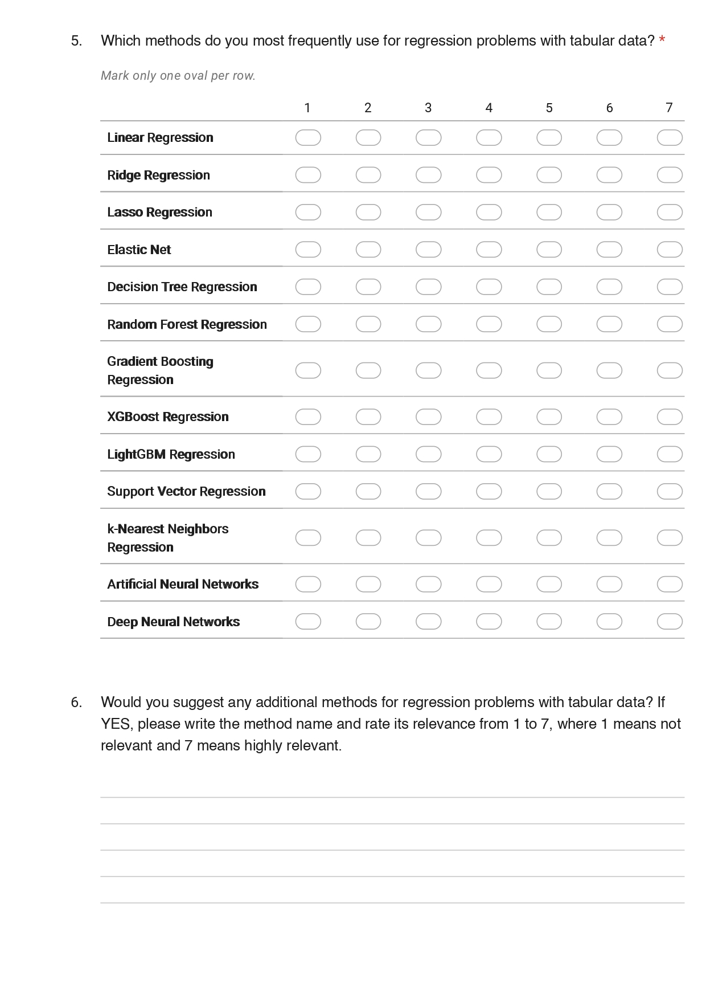 5. Which methods do you most frequently use for regression problems with tabular data? *
Mark only one oval per row.
1 2 3 4 5 6 7
Linear Regression
Ridge Regression
Lasso Regression
Elastic Net
Decision Tree Regression
Random Forest Regression
Gradient Boosting
Regression
XGBoost Regression
LightGBM Regression
Support Vector Regression
k-Nearest Neighbors
Regression
Artificial Neural Networks
Deep Neural Networks
6. Would you suggest any additional methods for regression problems with tabular data? If
YES, please write the method name and rate its relevance from 1 to 7, where 1 means not
relevant and 7 means highly relevant.